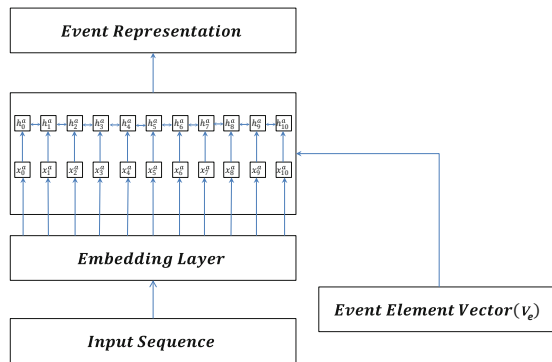 Event Representation
h₀ᵃ h₁ᵃ h₂ᵃ h₃ᵃ h₄ᵃ h₅ᵃ h₆ᵃ h₇ᵃ h₈ᵃ h₉ᵃ h₁₀ᵃ
x₀ᵃ x₁ᵃ x₂ᵃ x₃ᵃ x₄ᵃ x₅ᵃ x₆ᵃ x₇ᵃ x₈ᵃ x₉ᵃ x₁₀ᵃ
Embedding Layer
Event Element Vector(Vₑ)
Input Sequence